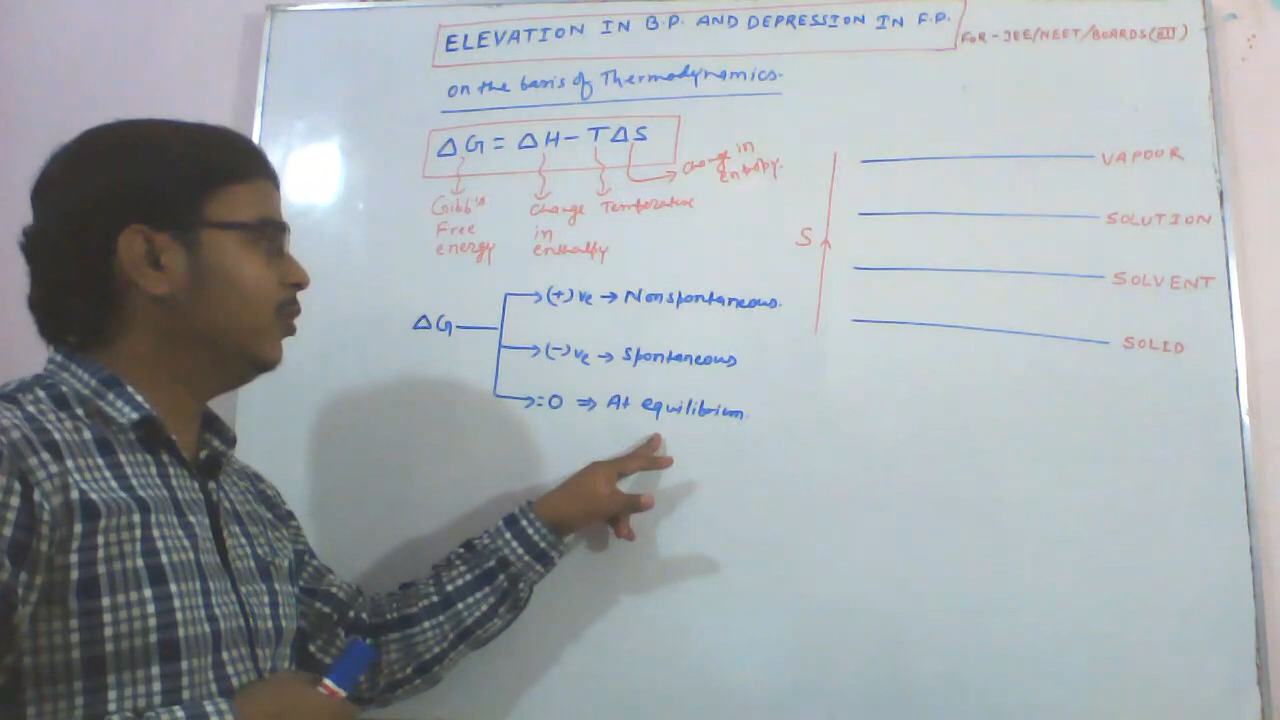 ELEVATION IN B.P. AND DEPRESSION IN F.P.
FOR-JEE/NEET/BOARDS(XII)
on the basis of Thermodynamics.
ΔG = ΔH - TΔS
change in entropy.
Gibb's Free energy
change in enthalpy
Temperature
ΔG
(+)ve → Nonspontaneous.
(-)ve → Spontaneous
=0 ⇒ At equilibrium.
S
VAPOUR
SOLUTION
SOLVENT
SOLID